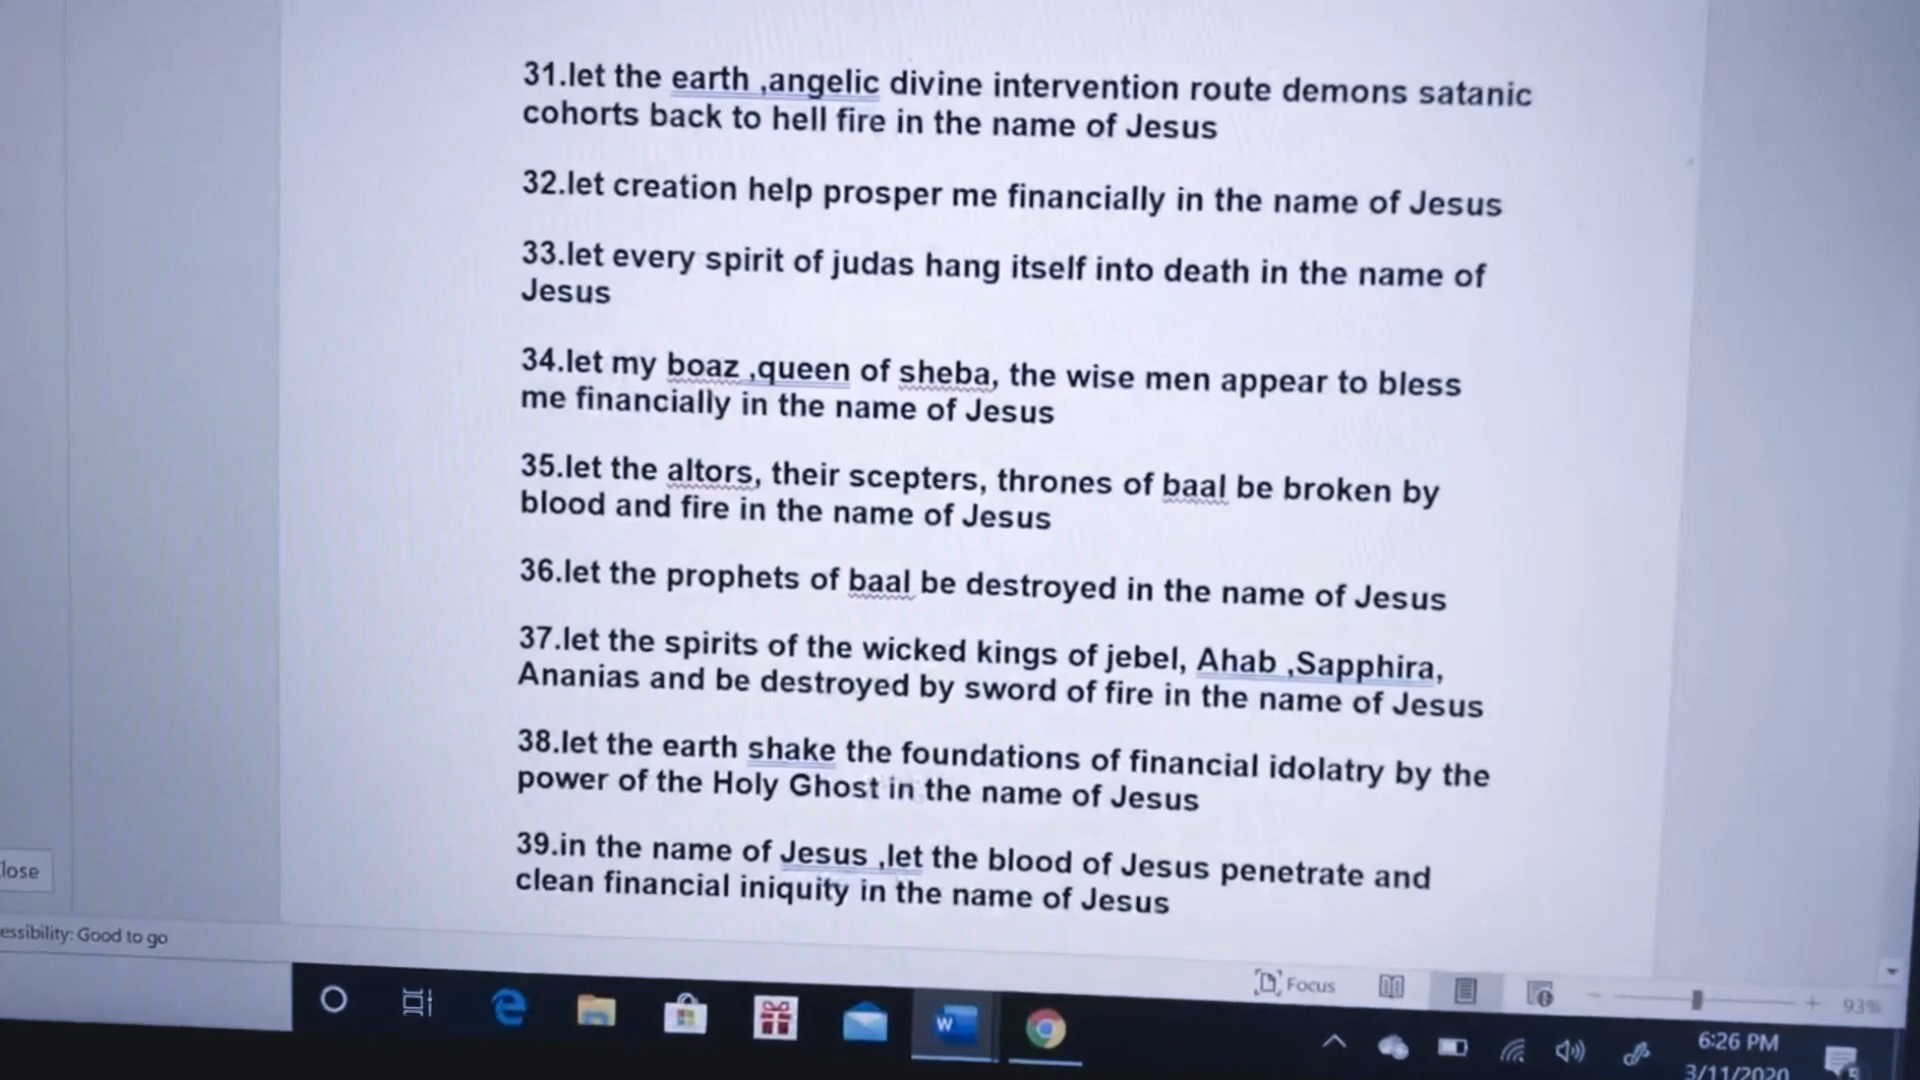 31.let the earth ,angelic divine intervention route demons satanic
cohorts back to hell fire in the name of Jesus
32.let creation help prosper me financially in the name of Jesus
33.let every spirit of judas hang itself into death in the name of
Jesus
34.let my boaz ,queen of sheba, the wise men appear to bless
me financially in the name of Jesus
35.let the altors, their scepters, thrones of baal be broken by
blood and fire in the name of Jesus
36.let the prophets of baal be destroyed in the name of Jesus
37.let the spirits of the wicked kings of jebel, Ahab ,Sapphira,
Ananias and be destroyed by sword of fire in the name of Jesus
38.let the earth shake the foundations of financial idolatry by the
power of the Holy Ghost in the name of Jesus
39.in the name of Jesus ,let the blood of Jesus penetrate and
clean financial iniquity in the name of Jesus
lose
essibility: Good to go
Focus
93%
W
6:26 PM
3/11/2020